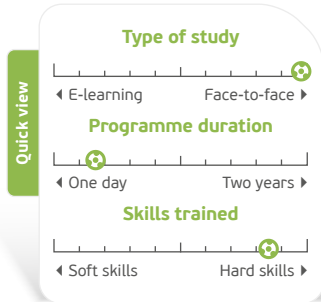 Quick view
Type of study
E-learning Face-to-face
Programme duration
One day Two years
Skills trained
Soft skills Hard skills